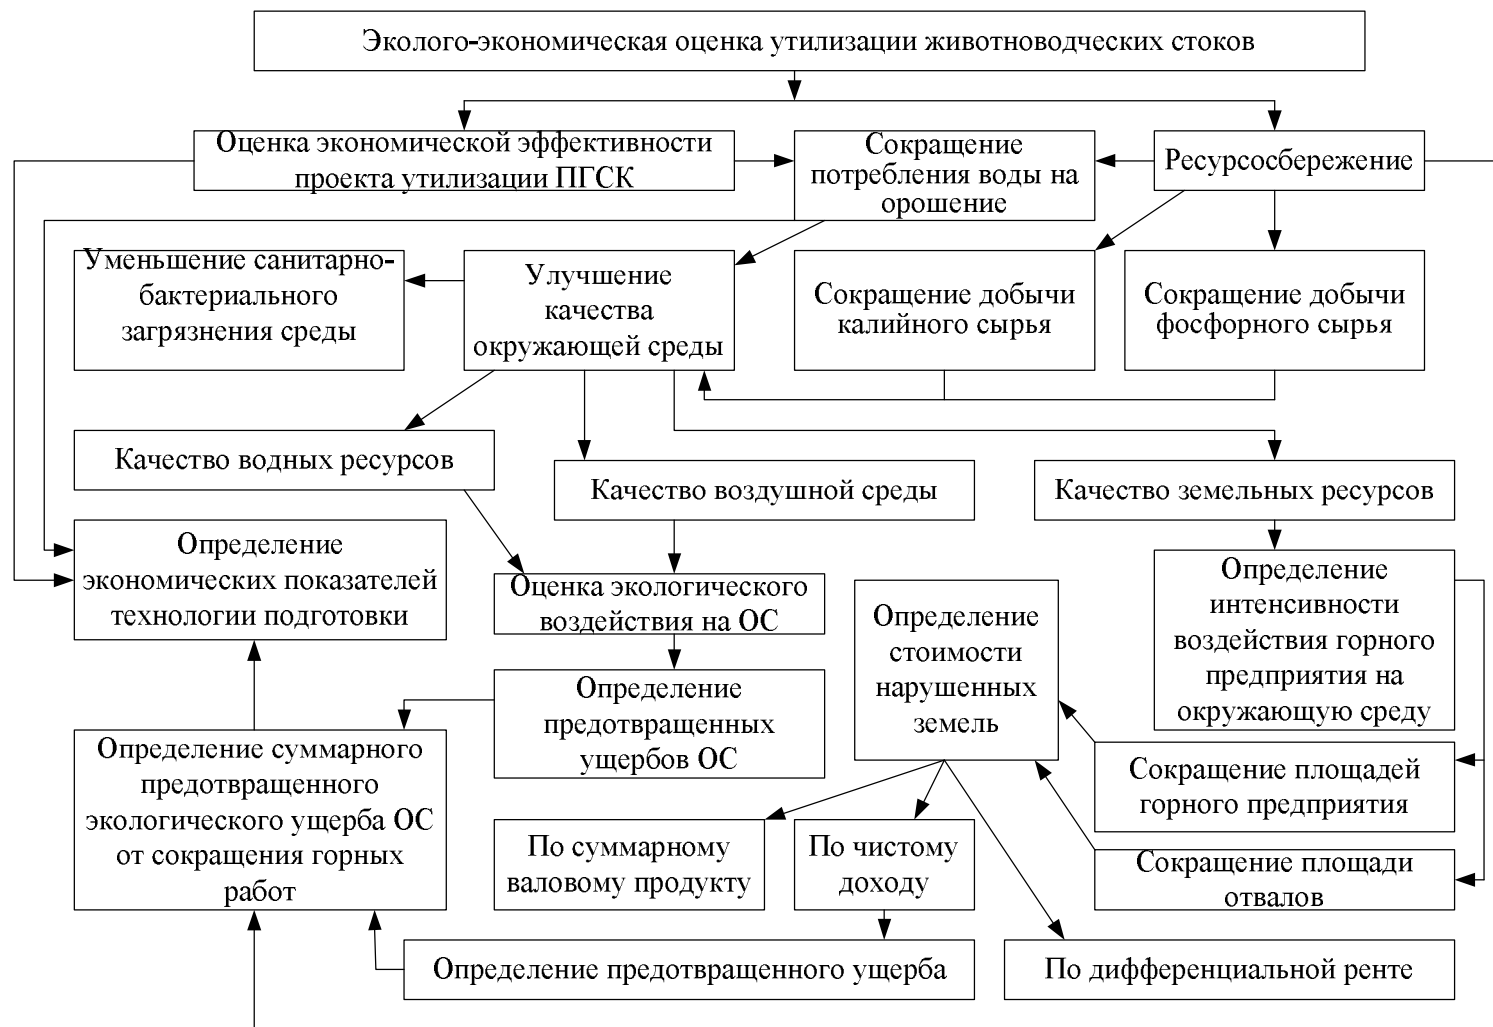 Эколого-экономическая оценка утилизации животноводческих стоков
Оценка экономической эффективности
проекта утилизации ПГСК
Сокращение
потребления воды на
орошение
Ресурсосбережение
Уменьшение санитарно-
бактериального
загрязнения среды
Улучшение
качества
окружающей среды
Сокращение добычи
калийного сырья
Сокращение добычи
фосфорного сырья
Качество водных ресурсов
Качество воздушной среды
Качество земельных ресурсов
Определение
экономических показателей
технологии подготовки
Оценка экологического
воздействия на ОС
Определение
стоимости
нарушенных
земель
Определение
интенсивности
воздействия горного
предприятия на
окружающую среду
Определение
предотвращенных
ущербов ОС
Определение суммарного
предотвращенного
экологического ущерба ОС
от сокращения горных
работ
Сокращение площадей
горного предприятия
По суммарному
валовому продукту
По чистому
доходу
Сокращение площади
отвалов
Определение предотвращенного ущерба
По дифференциальной ренте